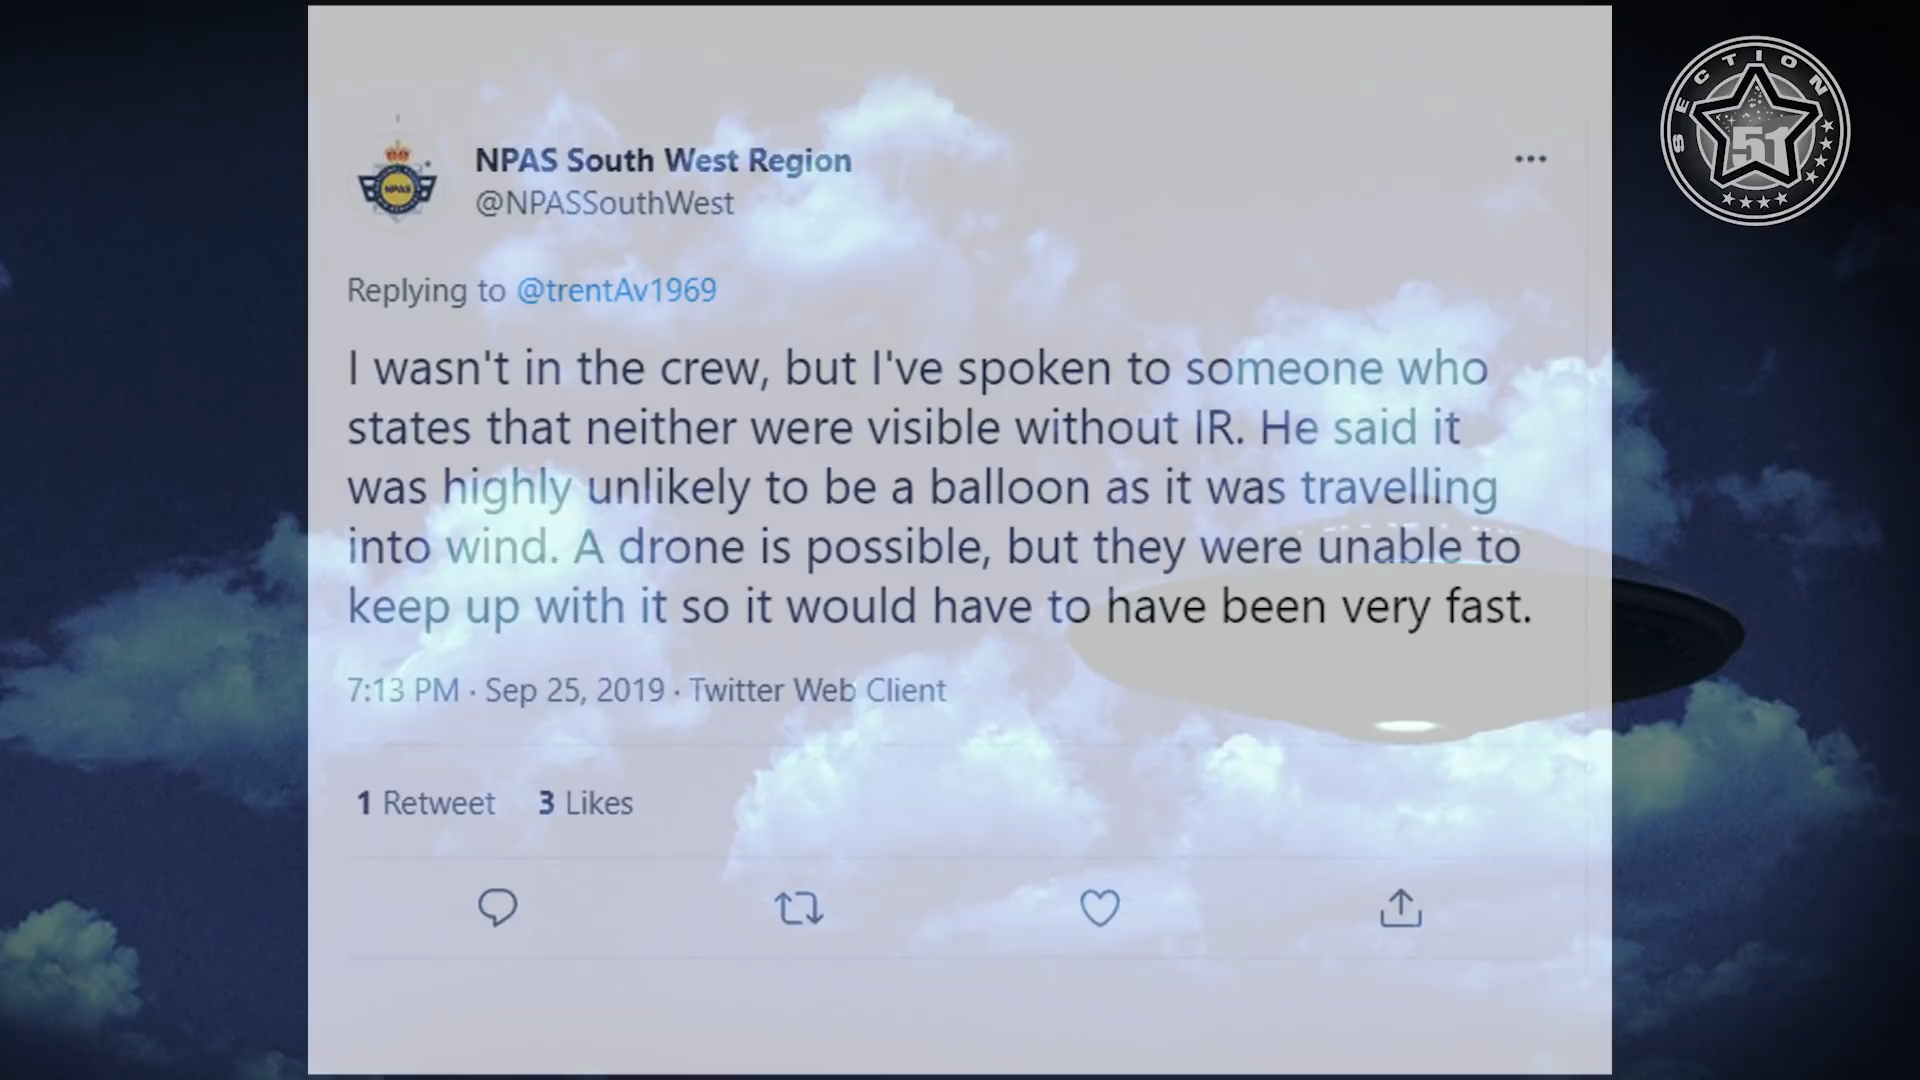 SECTION
51
NPAS South West Region
NPAS
@NPASSouthWest
Replying to @trentAv1969
I wasn't in the crew, but I've spoken to someone who
states that neither were visible without IR. He said it
was highly unlikely to be a balloon as it was travelling
into wind. A drone is possible, but they were unable to
keep up with it so it would have to have been very fast.
7:13 PM · Sep 25, 2019 · Twitter Web Client
1 Retweet 3 Likes